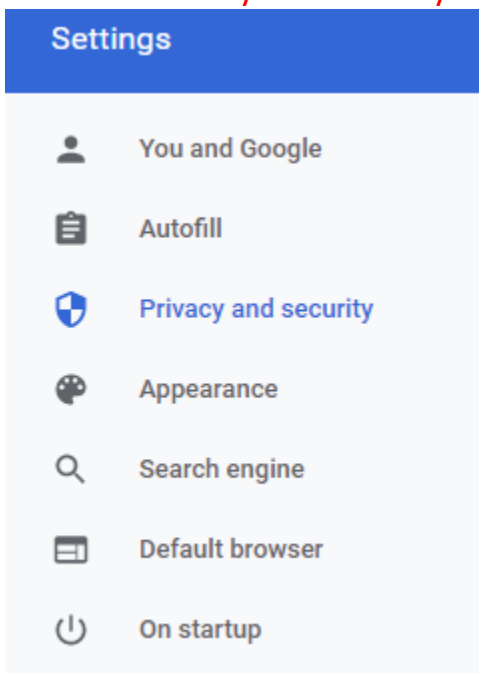 Settings
You and Google
Autofill
Privacy and security
Appearance
Search engine
Default browser
On startup